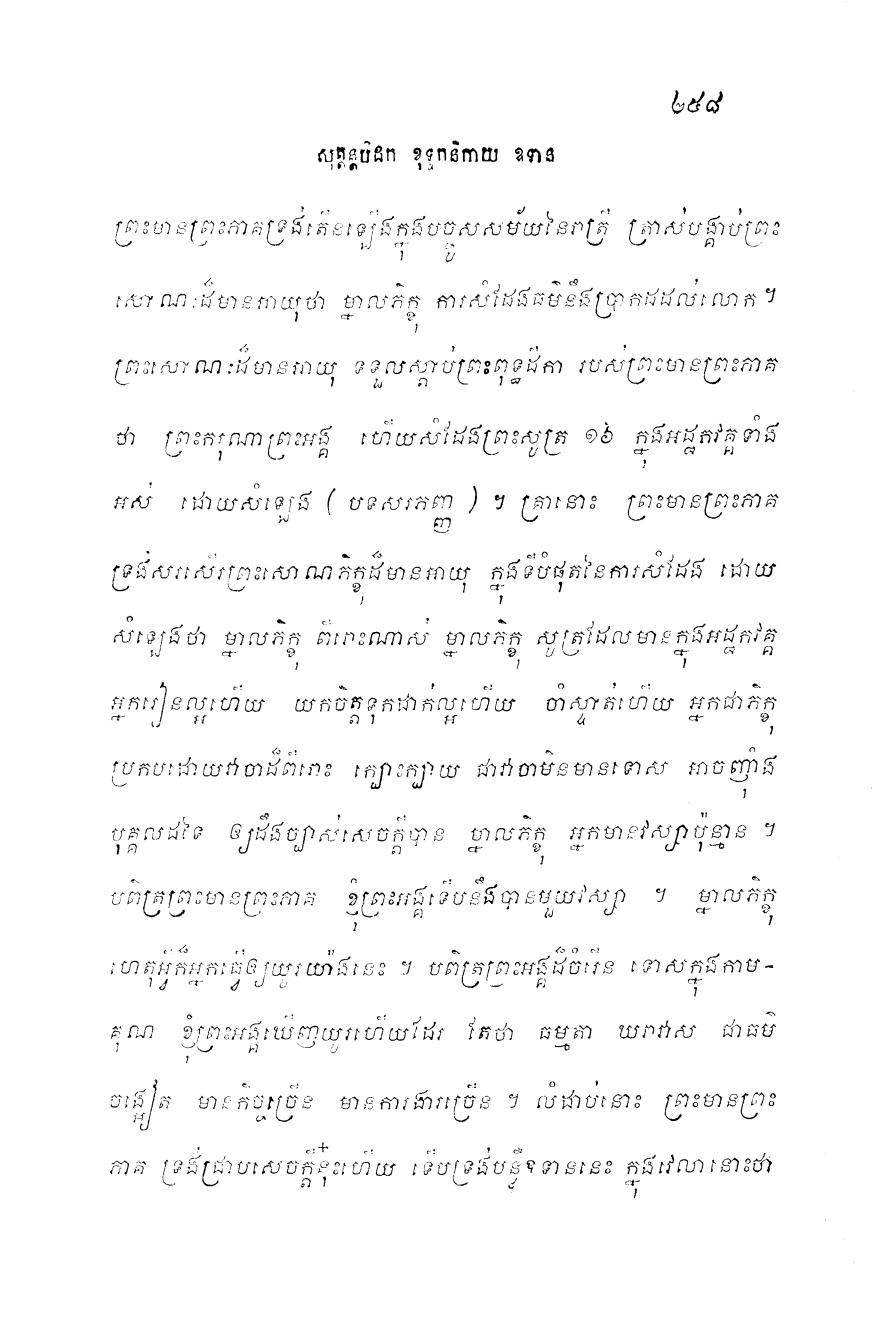 ២៥៨
សុត្តន្តបិដក ខុទ្ទកនិកាយ ឧទាន
ព្រះមានព្រះភាគទ្រង់តើនឡើងក្នុងបច្ចូសសម័យនៃរាត្រី ត្រាស់បង្គាប់ព្រះ
សោណៈដ៏មានអាយុថា ម្នាលភិក្ខុ ការសំដែងធម៌នឹងប្រាកដដល់លោក ។
ព្រះសោណៈដ៏មានអាយុ ទទួលស្តាប់ព្រះពុទ្ធដីកា របស់ព្រះមានព្រះភាគ
ថា ព្រះករុណាព្រះអង្គ ហើយសំដែងព្រះសូត្រ ១៦ ក្នុងអដ្ឋកវគ្គទាំង
អស់ ដោយសំឡេង ( បទសរភញ្ញ ) ។ គ្រានោះ ព្រះមានព្រះភាគ
ទ្រង់សរសើរព្រះសោណភិក្ខុដ៏មានអាយុ ក្នុងទីបំផុតនៃការសំដែង ដោយ
សំឡេងថា ម្នាលភិក្ខុ ពីរោះណាស់ ម្នាលភិក្ខុ សូត្រដែលមានក្នុងអដ្ឋកវគ្គ
អ្នករៀនល្អហើយ យកចិត្តទុកដាក់ល្អហើយ ចាំស្ទាត់ហើយ អ្នកជាភិក្ខុ
ប្រកបដោយវាចាដ៏ពីរោះ ក្បោះក្បាយ ជាវាចាមិនមានទោស អាចញ៉ាំង
បុគ្គលដទៃ ឲ្យដឹងច្បាស់សេចក្តីបាន ម្នាលភិក្ខុ អ្នកមានវស្សាប៉ុន្មាន ។
បពិត្រព្រះមានព្រះភាគ ខ្ញុំព្រះអង្គទើបនឹងបានមួយវស្សា ។ ម្នាលភិក្ខុ
ហេតុអ្វីក៏អ្នកធ្វើឲ្យយូរយ៉ាងនេះ ។ បពិត្រព្រះអង្គដ៏ចំរើន ទោសក្នុងកាម-
គុណ ខ្ញុំព្រះអង្គឃើញយូរហើយដែរ តែថា ធម្មតា ឃរាវាស ជាធម៌
ចង្អៀត មានកិច្ចច្រើន មានការងារច្រើន ។ លំដាប់នោះ ព្រះមានព្រះ
ភាគ ទ្រង់ជ្រាបសេចក្តីនុ៎ះហើយ ទើបទ្រង់បន្លឺឧទាននេះ ក្នុងវេលានោះថា